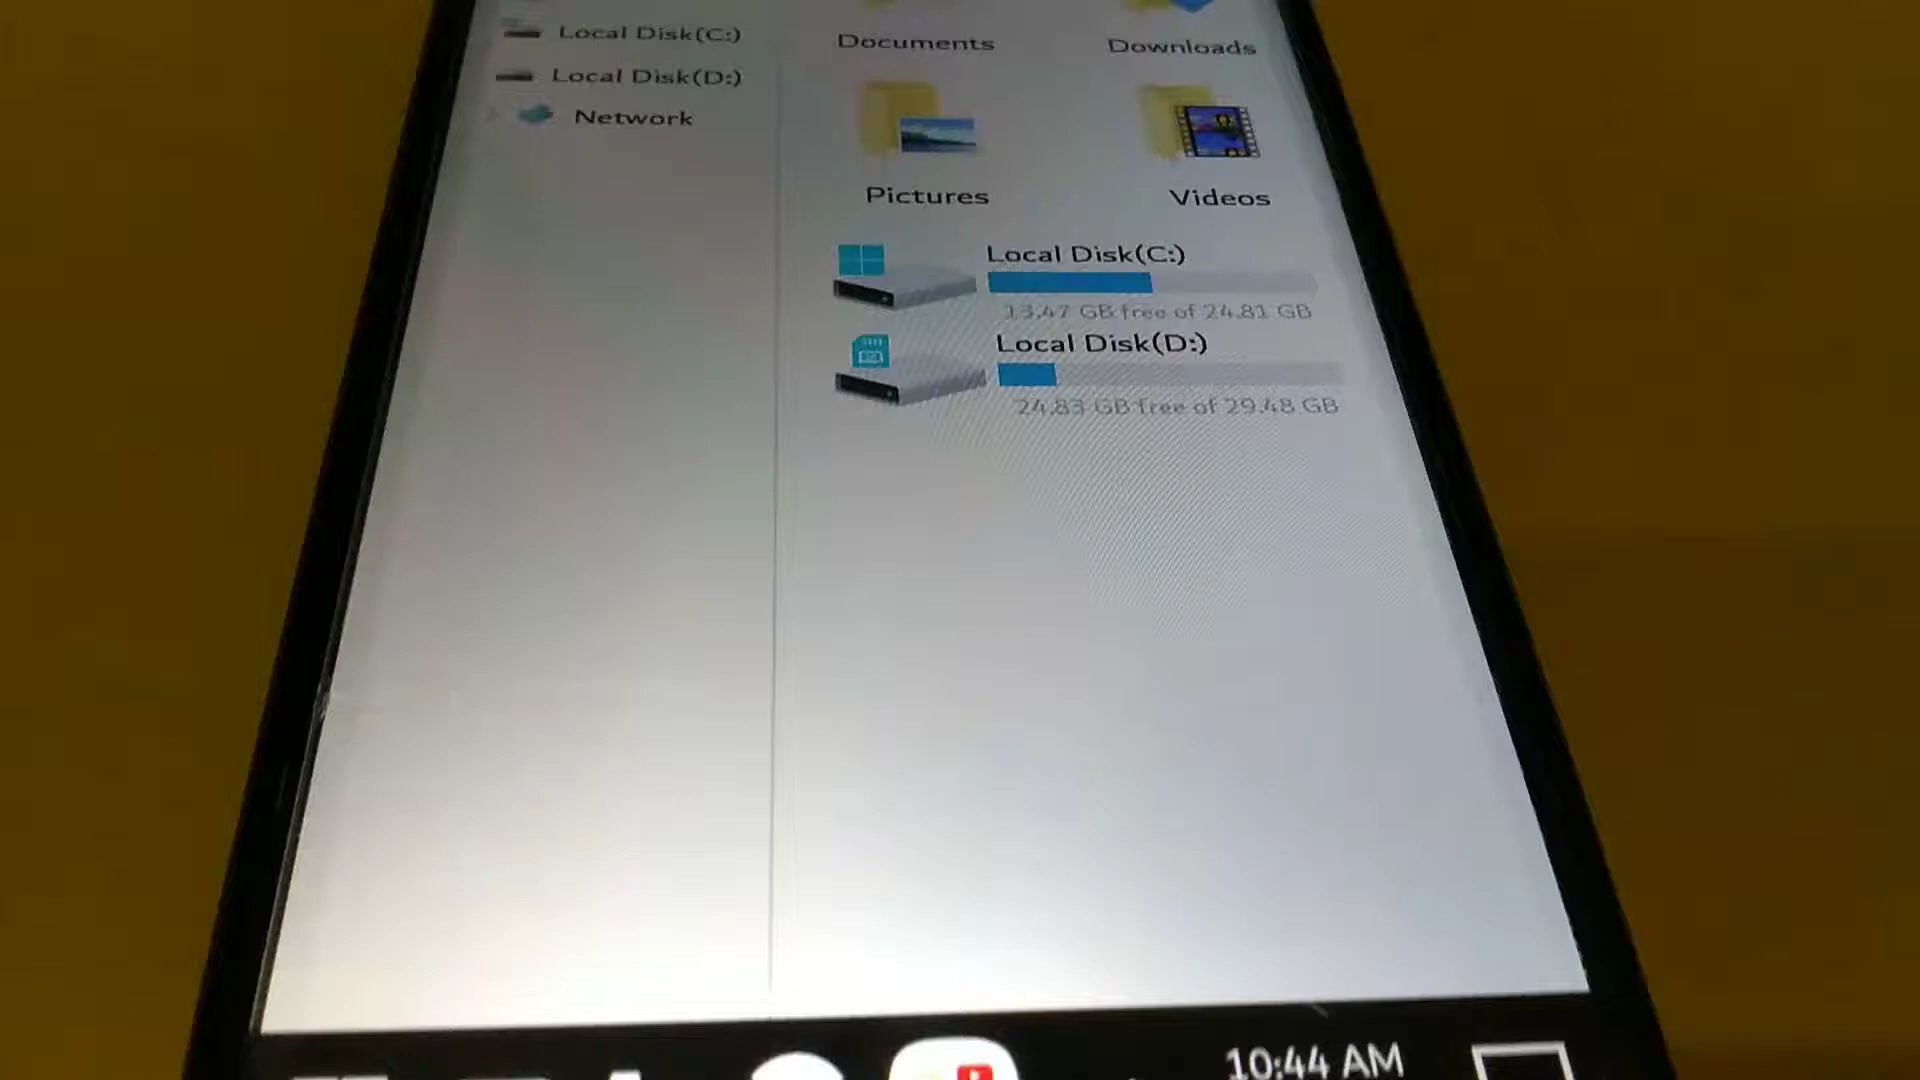 Local Disk(C:)
Local Disk(D:)
Network
Documents
Downloads
Pictures
Videos
Local Disk(C:)
13.47 GB free of 24.81 GB
Local Disk(D:)
24.83 GB free of 29.48 GB
10:44 AM